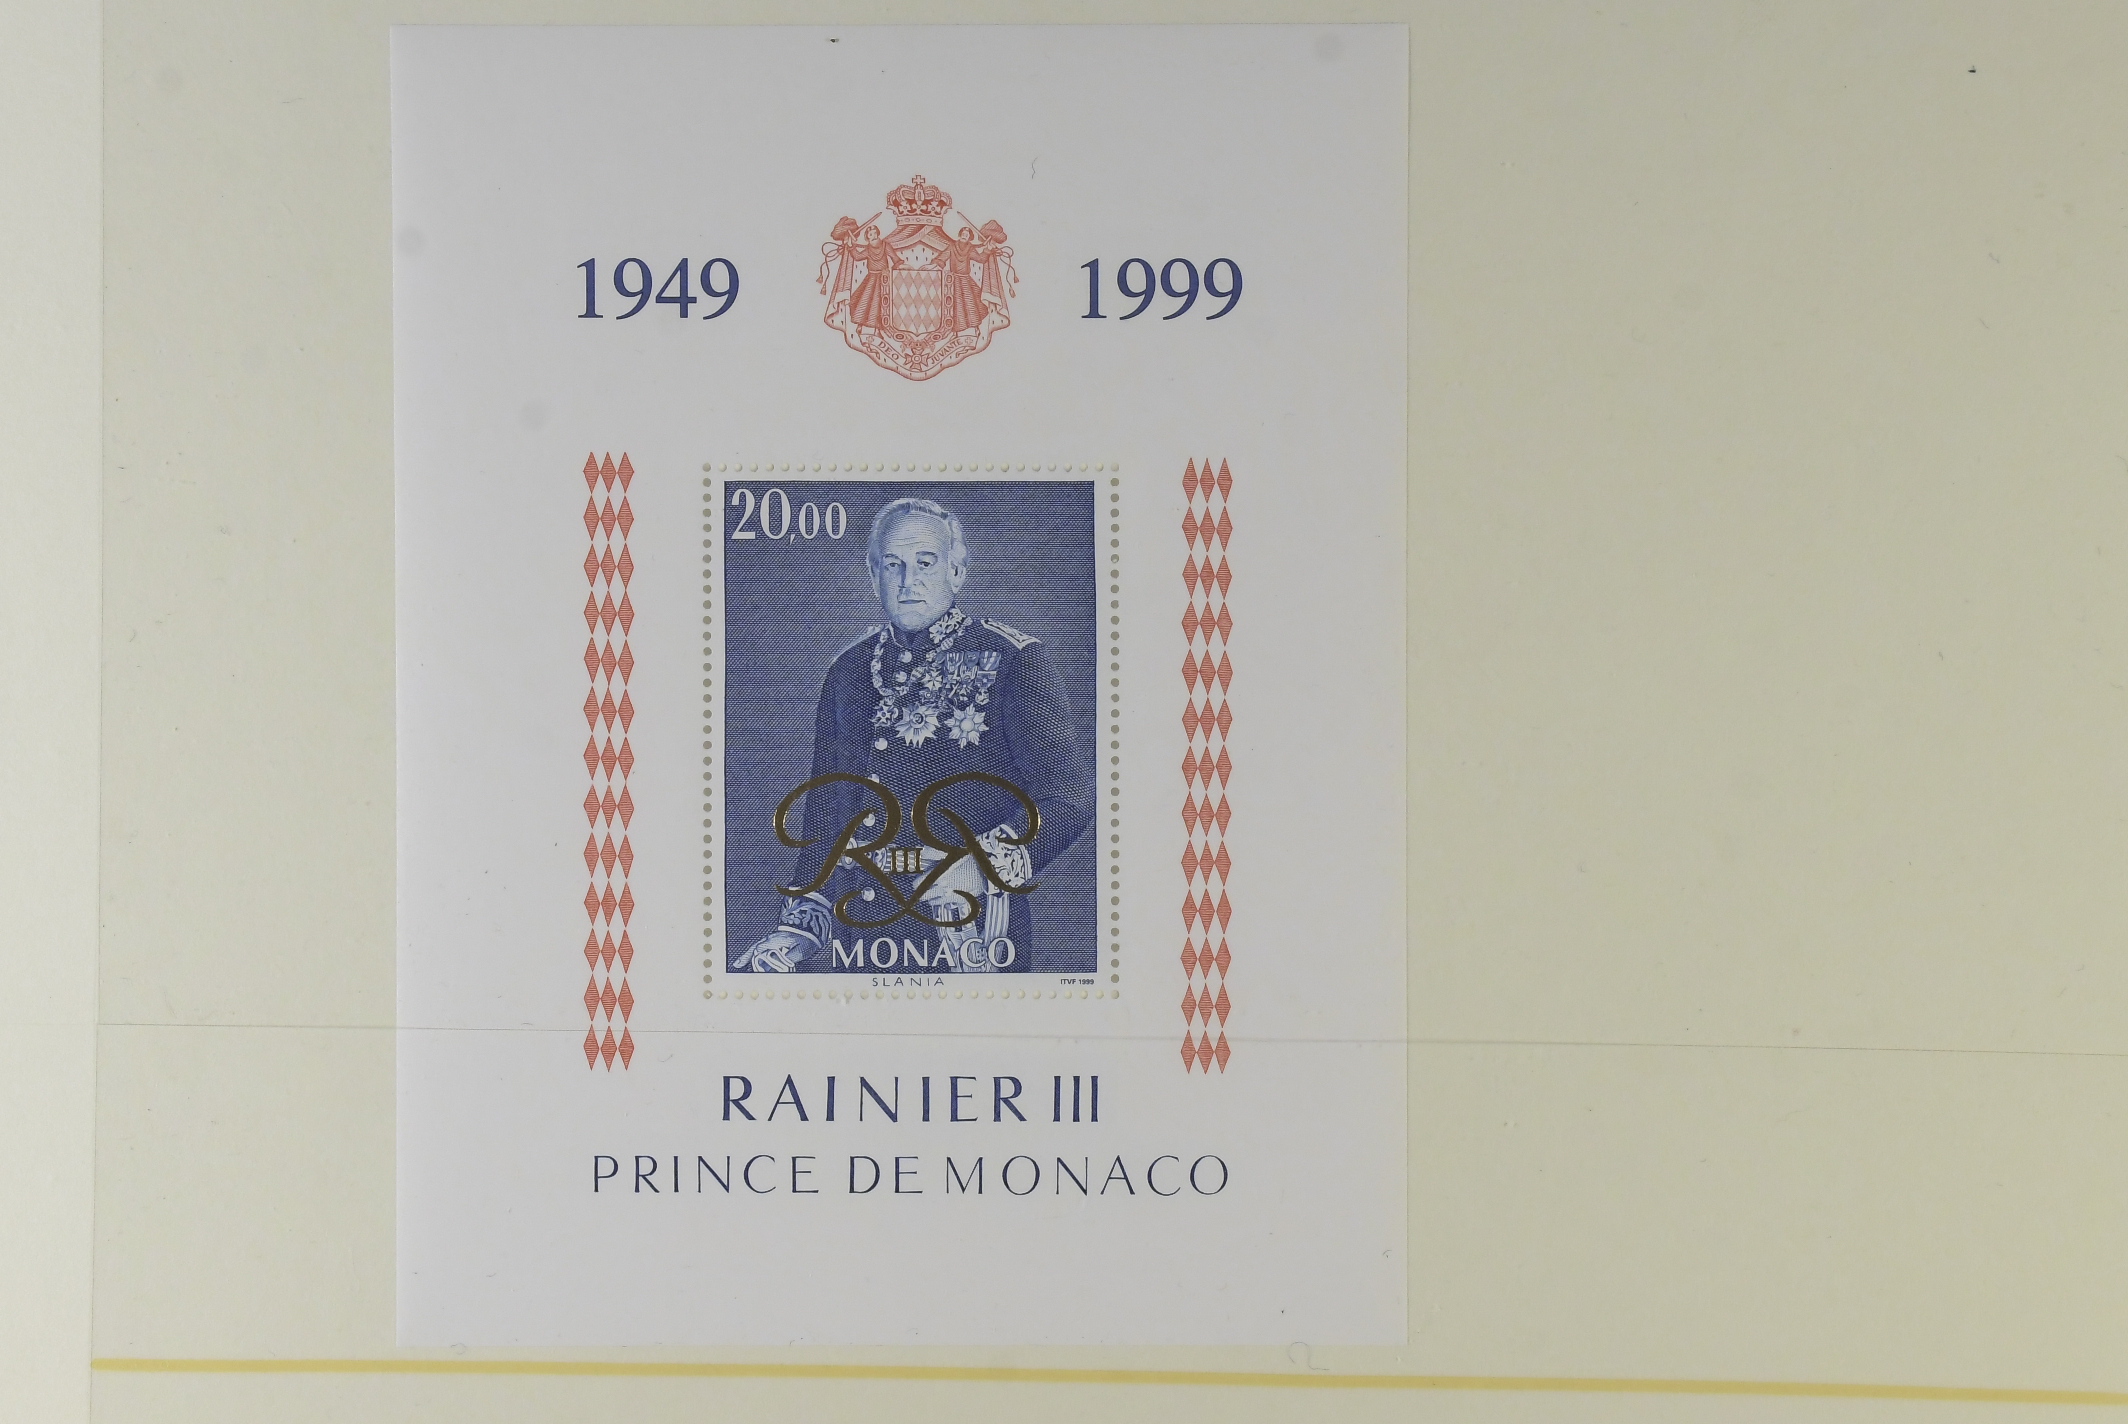 1949 1999
DEO JUVANTE
20,00
III
MONACO
SLANIA
ITVF 1999
RAINIER III
PRINCE DE MONACO